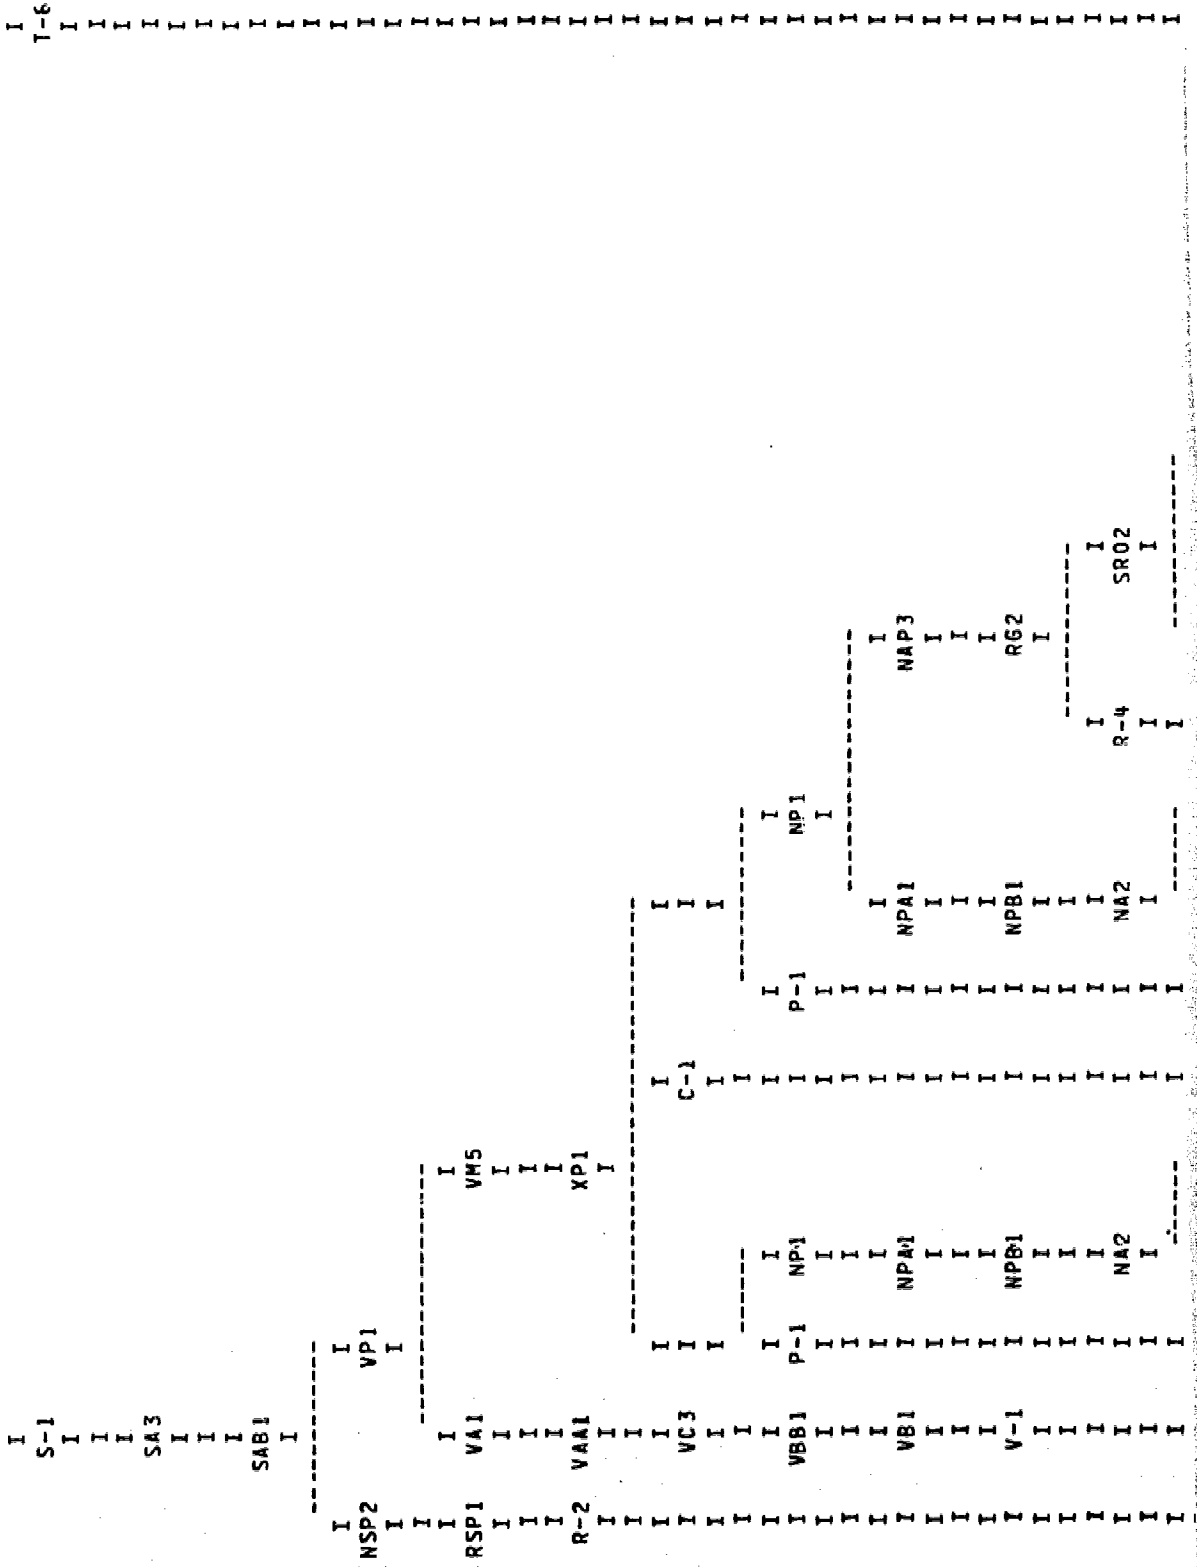 I I
S-1 T-6
I I
I I
I I
SA3 I
I I
I I
I I
SAB1 I
I I
------------------- I
I I I
NSP2 VP1 I
I I I
I ----------------------------- I
I I I I
RSP1 VA1 VM5 I
I I I I
I I I I
I I I I
R-2 VAA1 XP1 I
I I I I
I I ------------------------------------------------- I
I I I I I I
I VC3 I C-1 I I
I I I I I I
I I ---------- I ------------------- I
I I I I I I I I
I VBB1 P-1 NP1 I P-1 NP1 I
I I I I I I I I
I I I I I I ----------------------------- I
I I I I I I I I I
I VB1 I NPA1 I I NPA1 NAP3 I
I I I I I I I I I
I I I I I I I I I
I I I I I I I I I
I V-1 I NPB1 I I NPB1 RG2 I
I I I I I I I I I
I I I I I I I ------------------- I
I I I I I I I I I I
I I I NA2 I I NA2 R-4 SRO2 I
I I I I I I I I I I
I I I ---------- I I ---------- I ------------------- I